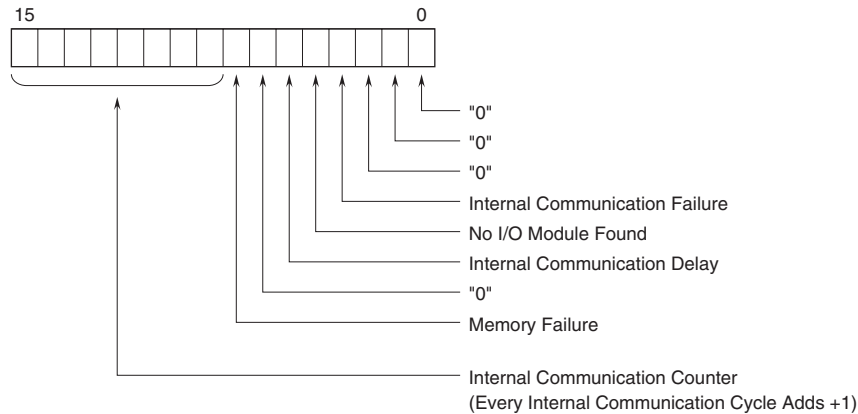 15 0
"0"
"0"
"0"
Internal Communication Failure
No I/O Module Found
Internal Communication Delay
"0"
Memory Failure
Internal Communication Counter
(Every Internal Communication Cycle Adds +1)